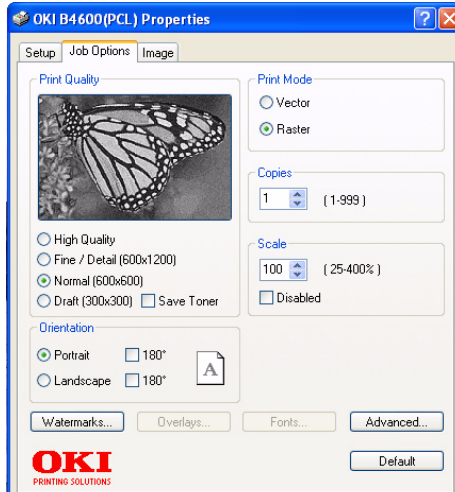 OKI B4600(PCL) Properties
Setup
Job Options
Image
Print Quality
High Quality
Fine / Detail (600x1200)
Normal (600x600)
Draft (300x300)
Save Toner
Orientation
Portrait
180°
Landscape
180°
A
Print Mode
Vector
Raster
Copies
1
( 1-999 )
Scale
100
( 25-400% )
Disabled
Watermarks...
Overlays...
Fonts...
Advanced...
OKI
PRINTING SOLUTIONS
Default